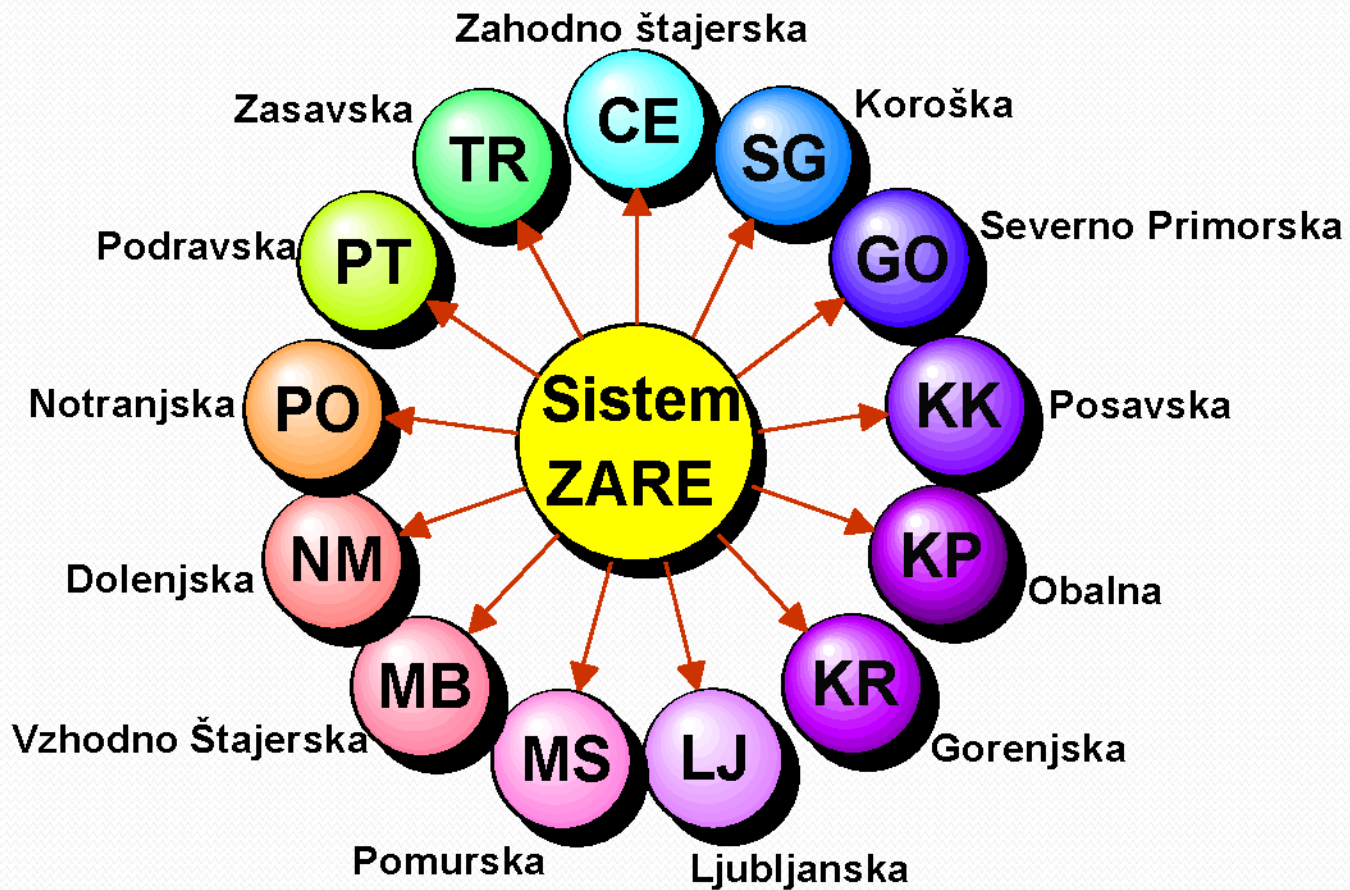 Zahodno štajerska
CE
Koroška
SG
Severno Primorska
GO
Posavska
KK
Obalna
KP
Gorenjska
KR
Ljubljanska
LJ
Pomurska
MS
Vzhodno Štajerska
MB
Dolenjska
NM
Notranjska
PO
Podravska
PT
Zasavska
TR
Sistem
ZARE